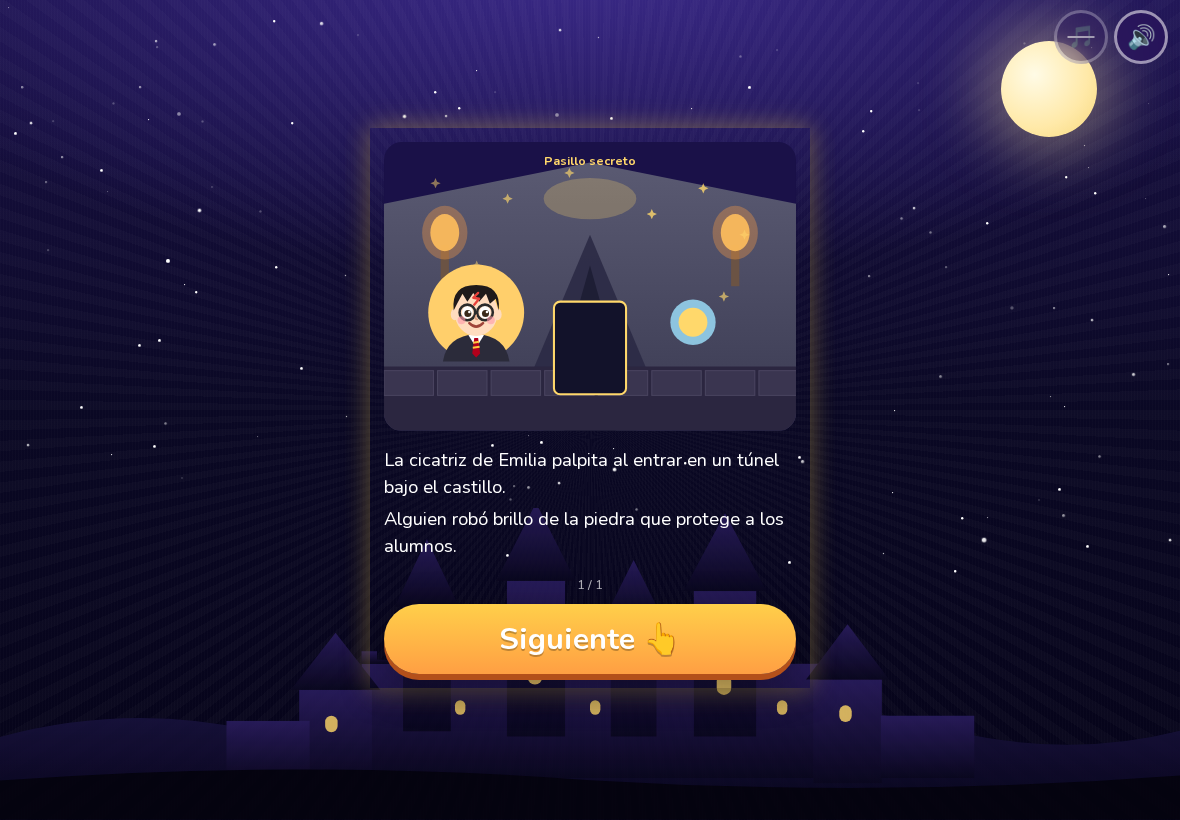 Pasillo secreto
La cicatriz de Emilia palpita al entrar en un túnel
bajo el castillo.
Alguien robó brillo de la piedra que protege a los
alumnos.
1 / 1
Siguiente 👆